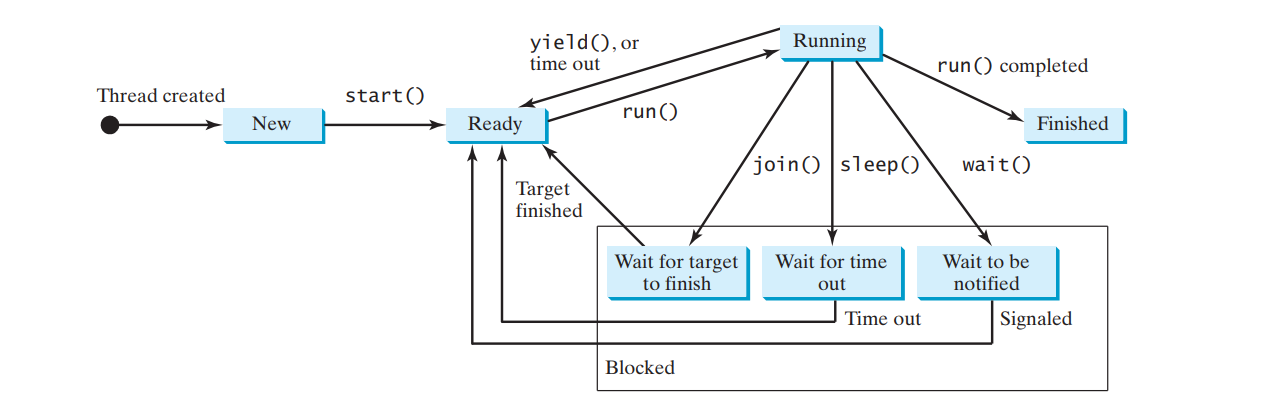 Running
yield(), or
time out
run() completed
Thread created
start()
run()
New
Ready
Finished
join()
sleep()
wait()
Target
finished
Wait for target
to finish
Wait for time
out
Wait to be
notified
Time out
Signaled
Blocked